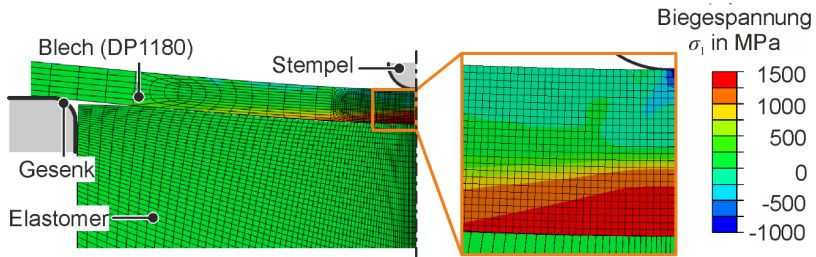 Blech (DP1180)
Stempel
Gesenk
Elastomer
Biegespannung
σ₁ in MPa
1500
1000
500
0
-500
-1000